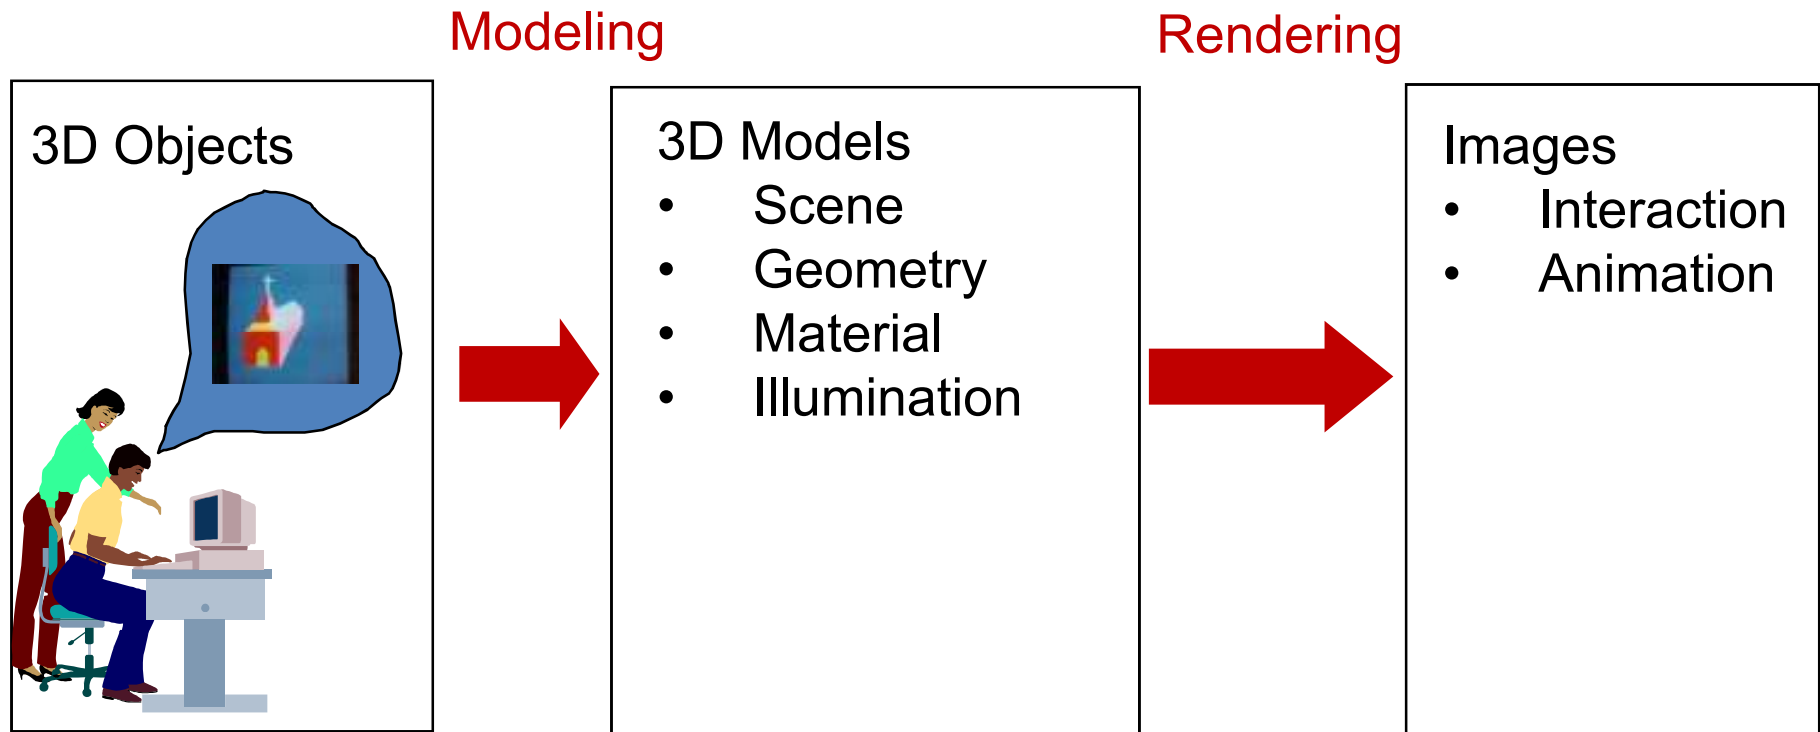 Modeling
Rendering
3D Objects
3D Models
• Scene
• Geometry
• Material
• Illumination
Images
• Interaction
• Animation